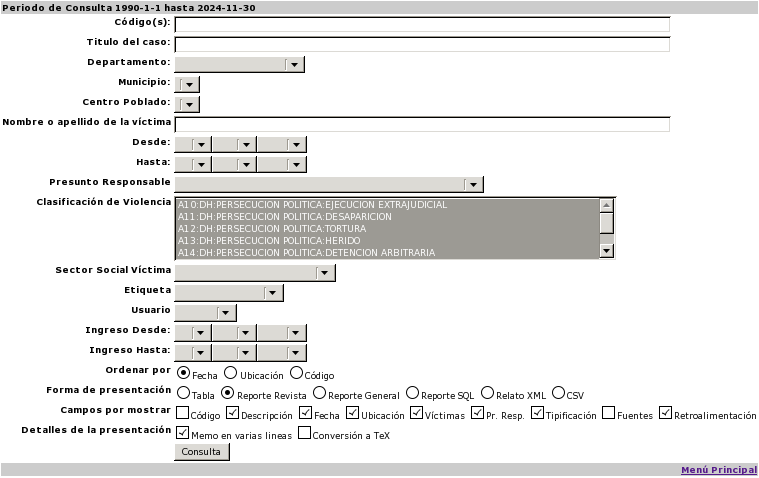 Periodo de Consulta 1990-1-1 hasta 2024-11-30
Código(s):
Titulo del caso:
Departamento:
Municipio:
Centro Poblado:
Nombre o apellido de la víctima
Desde:
Hasta:
Presunto Responsable
Clasificación de Violencia
A10:DH:PERSECUCION POLITICA:EJECUCION EXTRAJUDICIAL
A11:DH:PERSECUCION POLITICA:DESAPARICION
A12:DH:PERSECUCION POLITICA:TORTURA
A13:DH:PERSECUCION POLITICA:HERIDO
A14:DH:PERSECUCION POLITICA:DETENCION ARBITRARIA
Sector Social Víctima
Etiqueta
Usuario
Ingreso Desde:
Ingreso Hasta:
Ordenar por Fecha Ubicación Código
Forma de presentación Tabla Reporte Revista Reporte General Reporte SQL Relato XML CSV
Campos por mostrar Código Descripción Fecha Ubicación Víctimas Pr. Resp. Tipificación Fuentes Retroalimentación
Detalles de la presentación Memo en varias lineas Conversión a TeX
Consulta
Menú Principal